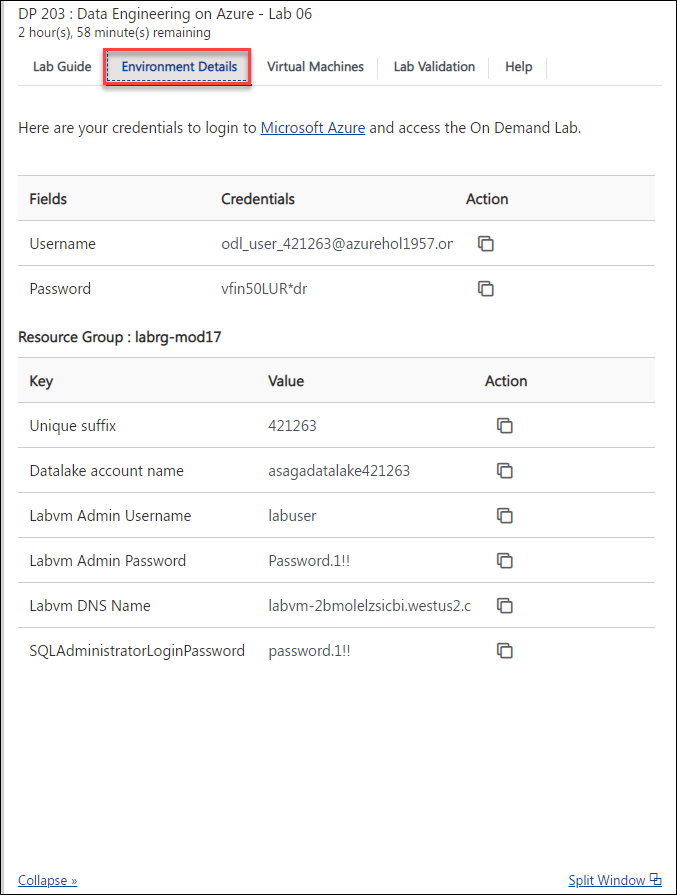 DP 203 : Data Engineering on Azure - Lab 06
2 hour(s), 58 minute(s) remaining
Lab Guide Environment Details Virtual Machines Lab Validation Help
Here are your credentials to login to Microsoft Azure and access the On Demand Lab.
Fields Credentials Action
Username odl_user_421263@azurehol1957.or
Password vfin50LUR*dr
Resource Group : labrg-mod17
Key Value Action
Unique suffix 421263
Datalake account name asagadatalake421263
Labvm Admin Username labuser
Labvm Admin Password Password.1!!
Labvm DNS Name labvm-2bmolelzsicbi.westus2.c
SQLAdministratorLoginPassword password.1!!
Collapse » Split Window